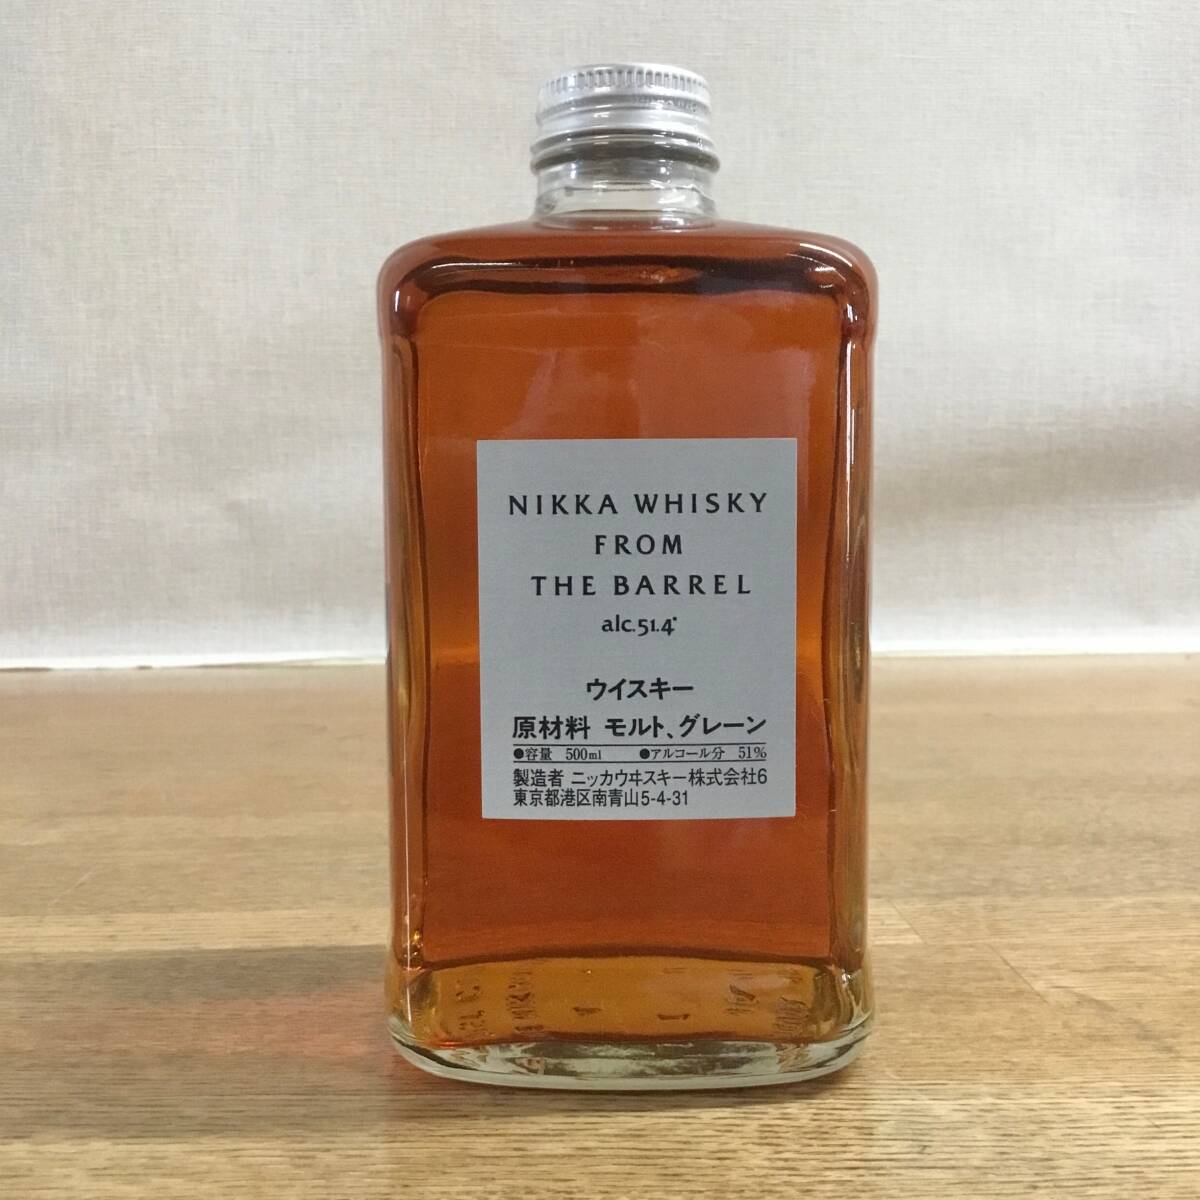 NIKKA WHISKY
FROM
THE BARREL
alc.51.4°
ウイスキー
原材料 モルト、グレーン
●容量 500ml ●アルコール分 51%
製造者 ニッカウヰスキー株式会社6
東京都港区南青山5-4-31